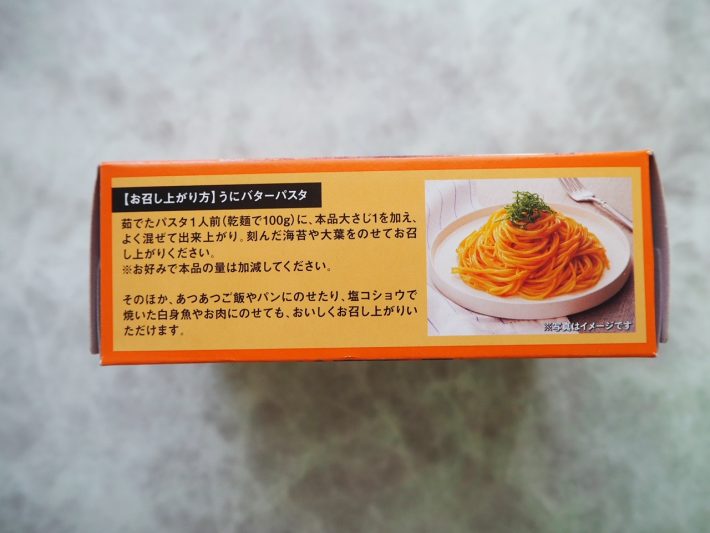 【お召し上がり方】うにバターパスタ
茹でたパスタ1人前(乾麺で100g)に、本品大さじ1を加え、
よく混ぜて出来上がり。刻んだ海苔や大葉をのせてお召
し上がりください。
※お好みで本品の量は加減してください。
そのほか、あつあつご飯やパンにのせたり、塩コショウで
焼いた白身魚やお肉にのせても、おいしくお召し上がりい
ただけます。
※写真はイメージです